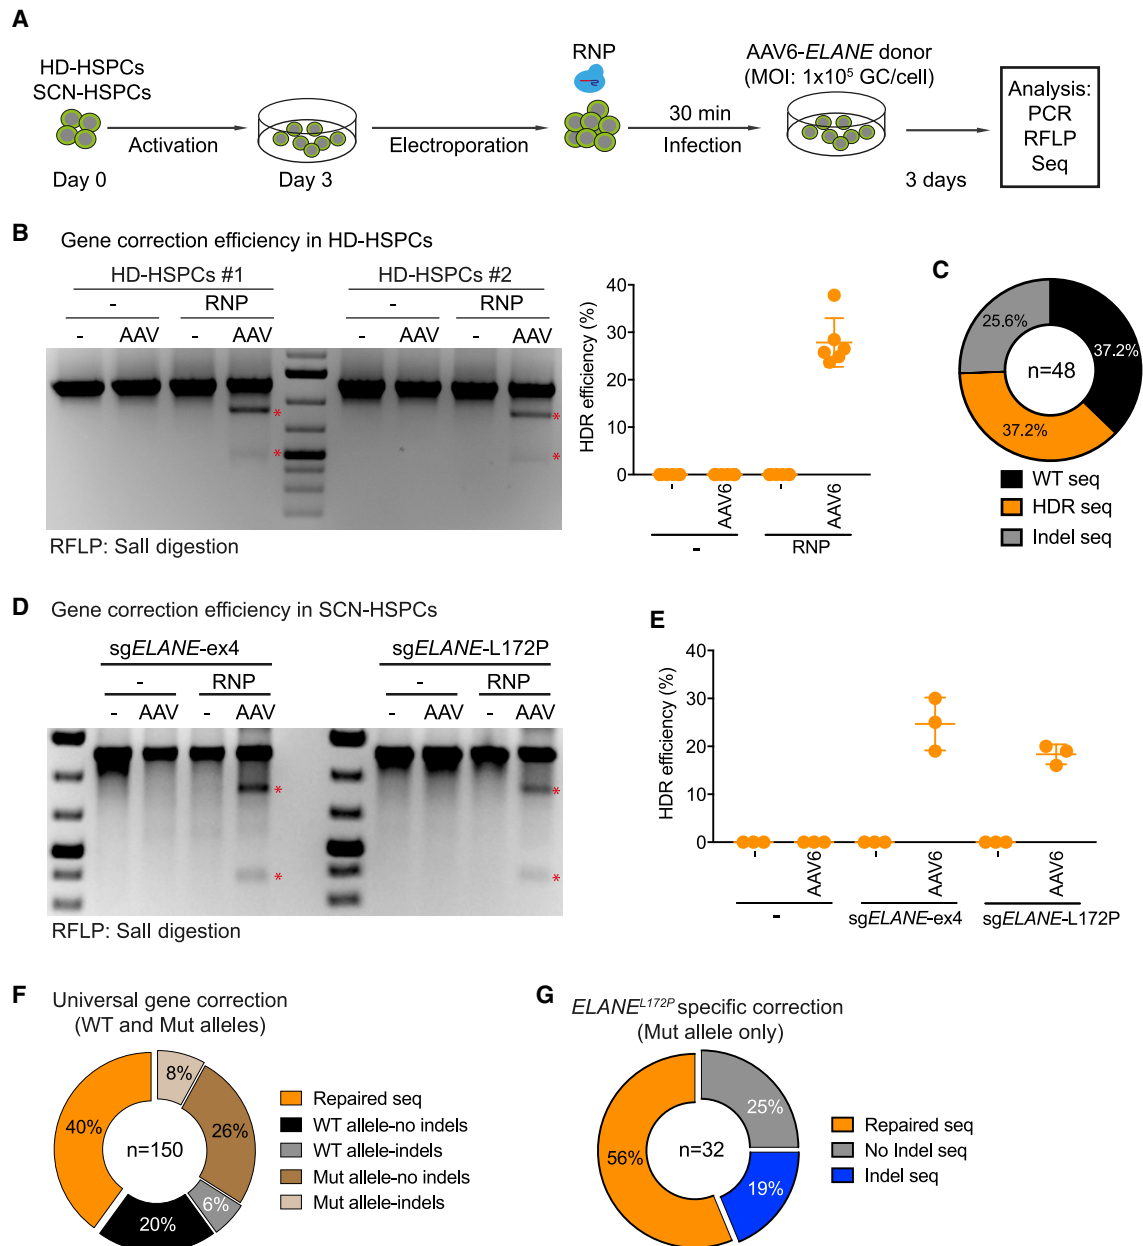 A
HD-HSPCs
SCN-HSPCs
Day 0
Activation
Day 3
Electroporation
RNP
30 min
Infection
AAV6-ELANE donor
(MOI: 1x10⁵ GC/cell)
3 days
Analysis:
PCR
RFLP
Seq
B
Gene correction efficiency in HD-HSPCs
HD-HSPCs #1
HD-HSPCs #2
- RNP - RNP
- AAV - AAV - AAV - AAV
*
*
*
*
RFLP: SalI digestion
HDR efficiency (%)
40
30
20
10
0
- AAV6 - AAV6
- RNP
C
25.6%
37.2%
37.2%
n=48
WT seq
HDR seq
Indel seq
D
Gene correction efficiency in SCN-HSPCs
sgELANE-ex4
sgELANE-L172P
- RNP - RNP
- AAV - AAV - AAV - AAV
*
*
*
*
RFLP: SalI digestion
E
HDR efficiency (%)
40
30
20
10
0
- AAV6 - AAV6 - AAV6
- sgELANE-ex4 sgELANE-L172P
F
Universal gene correction
(WT and Mut alleles)
8%
40%
26%
n=150
6%
20%
Repaired seq
WT allele-no indels
WT allele-indels
Mut allele-no indels
Mut allele-indels
G
ELANE^L172P specific correction
(Mut allele only)
25%
56%
n=32
19%
Repaired seq
No Indel seq
Indel seq